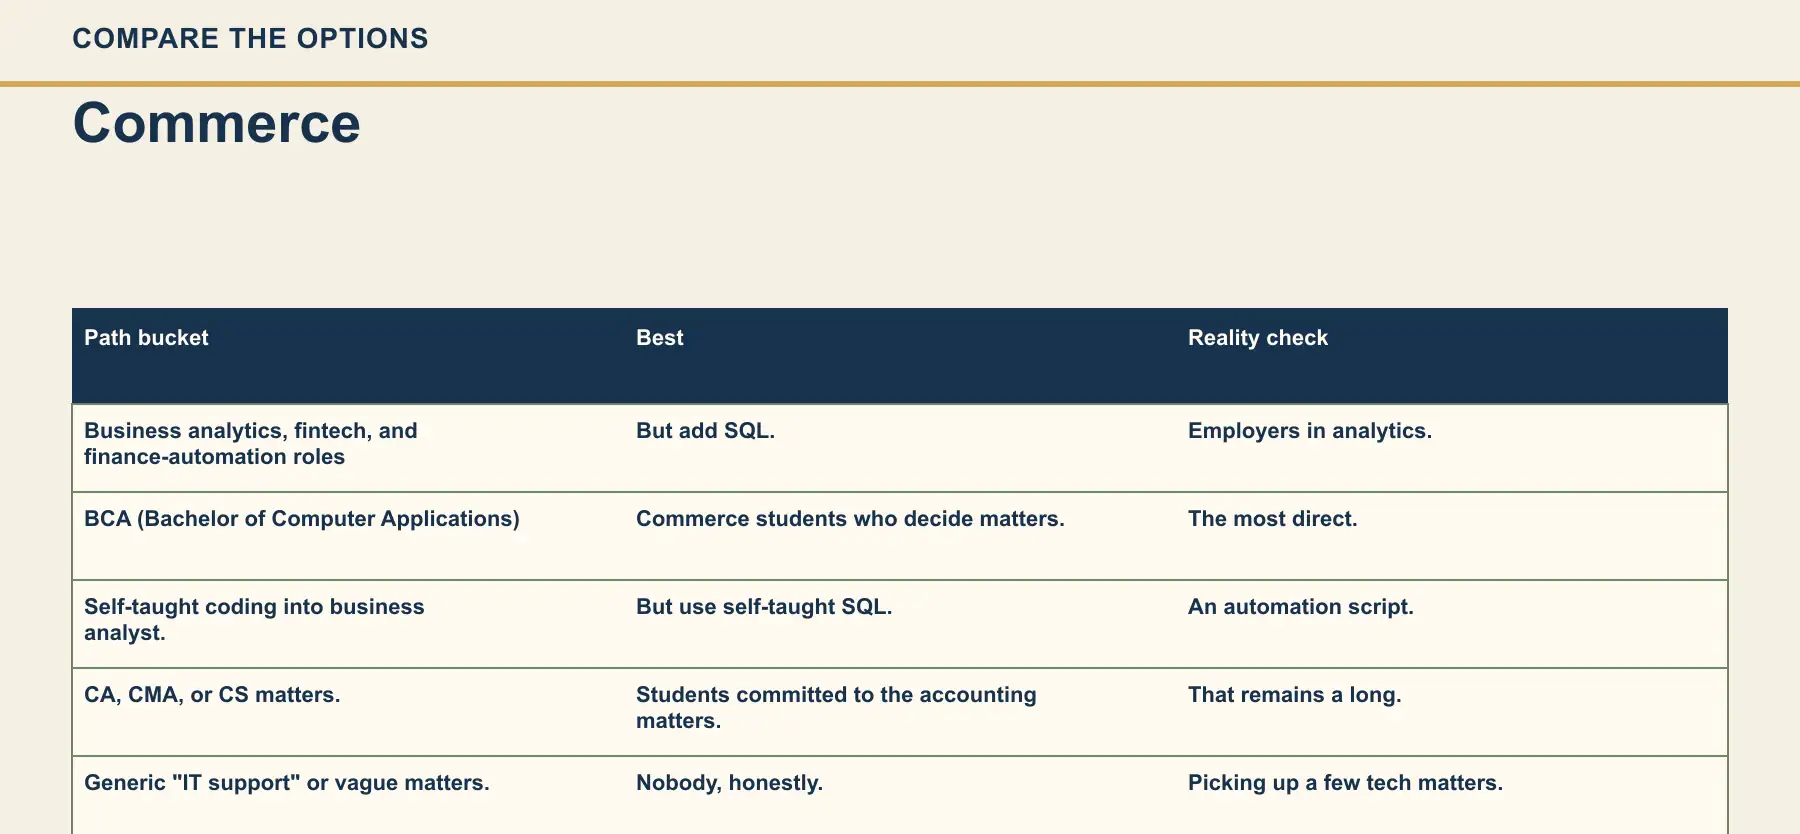 COMPARE THE OPTIONS
Commerce
Path bucket Best Reality check
Business analytics, fintech, and
finance-automation roles
But add SQL.
Employers in analytics.
BCA (Bachelor of Computer Applications)
Commerce students who decide matters.
The most direct.
Self-taught coding into business
analyst.
But use self-taught SQL.
An automation script.
CA, CMA, or CS matters.
Students committed to the accounting
matters.
That remains a long.
Generic "IT support" or vague matters.
Nobody, honestly.
Picking up a few tech matters.